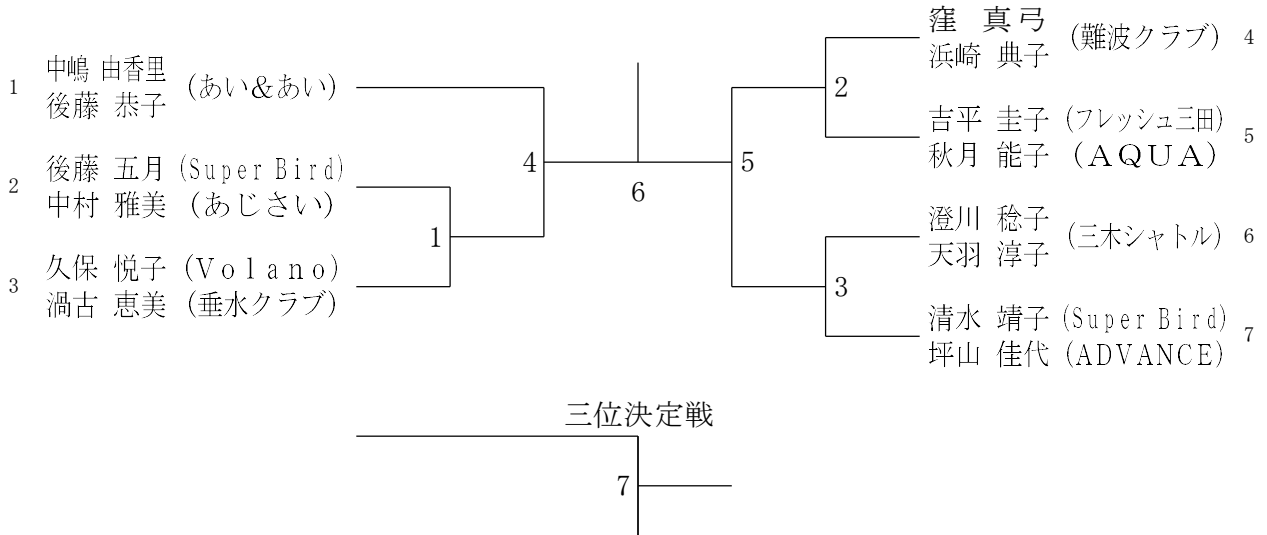 1
中嶋 由香里 (あい&あい)
後藤 恭子
2
後藤 五月 (Super Bird)
中村 雅美 (あじさい)
3
久保 悦子 (Volano)
渦古 恵美 (垂水クラブ)
1
4
6
5
2
3
窪 真弓 (難波クラブ) 4
浜崎 典子
吉平 圭子 (フレッシュ三田) 5
秋月 能子 (AQUA)
澄川 稔子 (三木シャトル) 6
天羽 淳子
清水 靖子 (Super Bird) 7
坪山 佳代 (ADVANCE)
三位決定戦
7